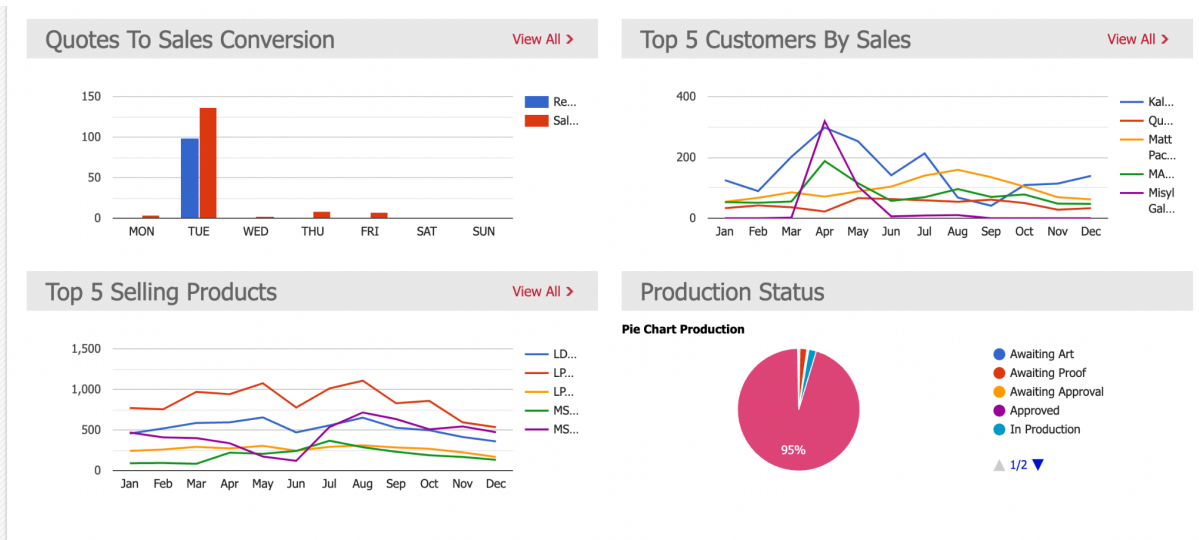 Quotes To Sales Conversion View All >
150
100
50
0
MON TUE WED THU FRI SAT SUN
Re...
Sal...
Top 5 Customers By Sales View All >
400
200
0
Jan Feb Mar Apr May Jun Jul Aug Sep Oct Nov Dec
Kal...
Qu...
Matt
Pac...
MA...
Misyl
Gal...
Top 5 Selling Products View All >
1,500
1,000
500
0
Jan Feb Mar Apr May Jun Jul Aug Sep Oct Nov Dec
LD...
LP...
LP...
MS...
MS...
Production Status
Pie Chart Production
95%
Awaiting Art
Awaiting Proof
Awaiting Approval
Approved
In Production
1/2